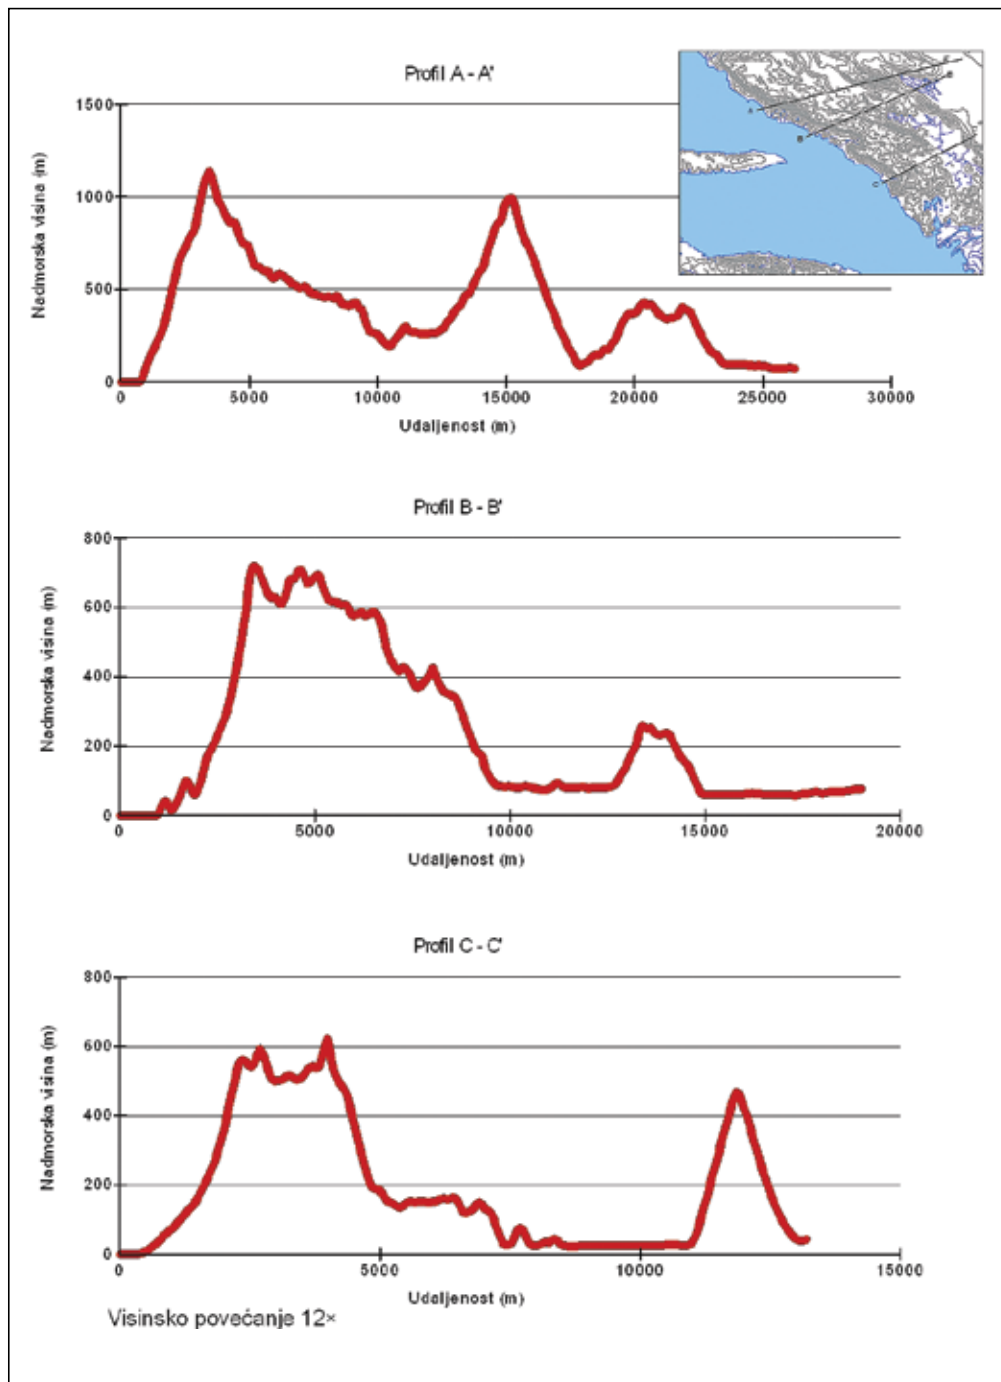 Profil A - A'
Nadmorska visina (m)
1500
1000
500
0
0 5000 10000 15000 20000 25000 30000
Udaljenost (m)
A
B
C
Profil B - B'
Nadmorska visina (m)
800
600
400
200
0
0 5000 10000 15000 20000
Udaljenost (m)
Profil C - C'
Nadmorska visina (m)
800
600
400
200
0
0 5000 10000 15000
Udaljenost (m)
Visinsko povećanje 12×